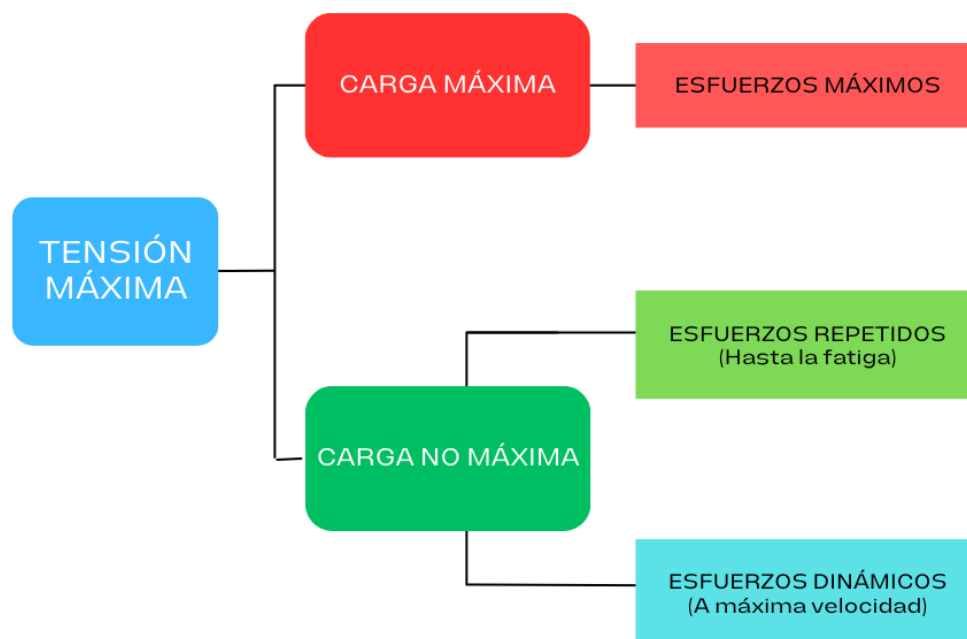 TENSIÓN
MÁXIMA
CARGA MÁXIMA
ESFUERZOS MÁXIMOS
CARGA NO MÁXIMA
ESFUERZOS REPETIDOS
(Hasta la fatiga)
ESFUERZOS DINÁMICOS
(A máxima velocidad)